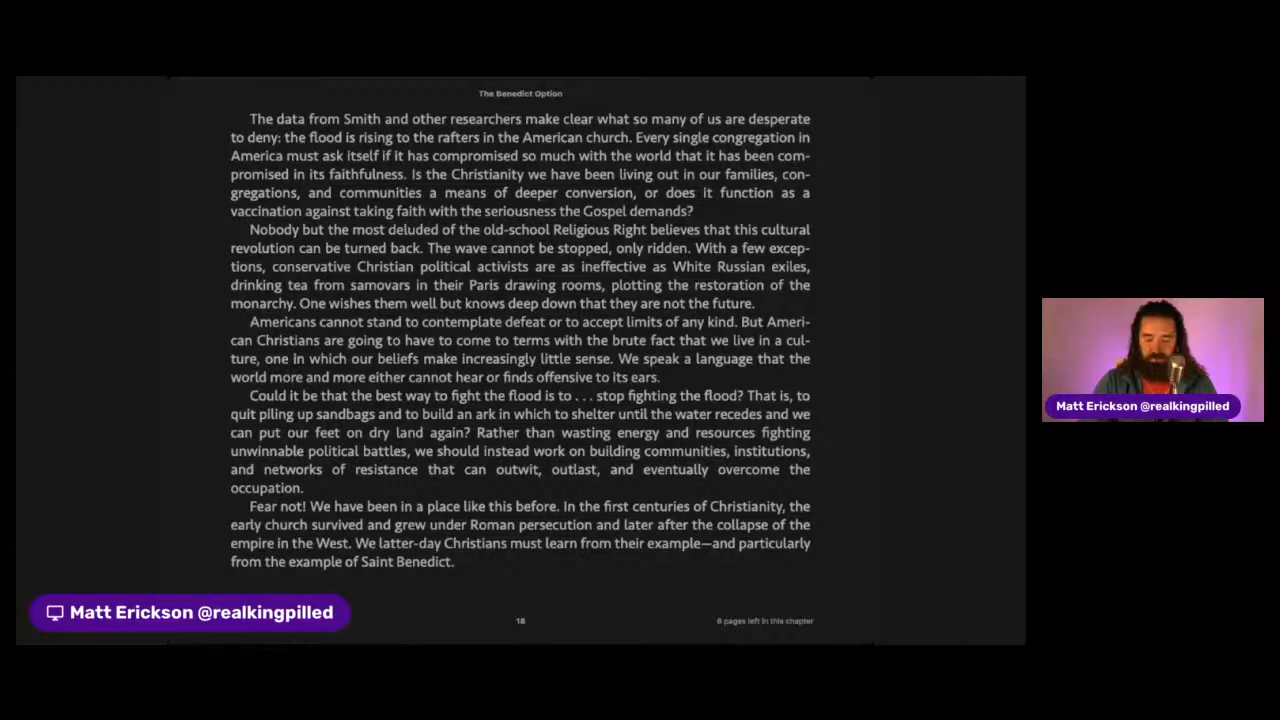 The Benedict Option
The data from Smith and other researchers make clear what so many of us are desperate
to deny: the flood is rising to the rafters in the American church. Every single congregation in
America must ask itself if it has compromised so much with the world that it has been com-
promised in its faithfulness. Is the Christianity we have been living out in our families, con-
gregations, and communities a means of deeper conversion, or does it function as a
vaccination against taking faith with the seriousness the Gospel demands?
Nobody but the most deluded of the old-school Religious Right believes that this cultural
revolution can be turned back. The wave cannot be stopped, only ridden. With a few excep-
tions, conservative Christian political activists are as ineffective as White Russian exiles,
drinking tea from samovars in their Paris drawing rooms, plotting the restoration of the
monarchy. One wishes them well but knows deep down that they are not the future.
Americans cannot stand to contemplate defeat or to accept limits of any kind. But Ameri-
can Christians are going to have to come to terms with the brute fact that we live in a cul-
ture, one in which our beliefs make increasingly little sense. We speak a language that the
world more and more either cannot hear or finds offensive to its ears.
Could it be that the best way to fight the flood is to . . . stop fighting the flood? That is, to
quit piling up sandbags and to build an ark in which to shelter until the water recedes and we
can put our feet on dry land again? Rather than wasting energy and resources fighting
unwinnable political battles, we should instead work on building communities, institutions,
and networks of resistance that can outwit, outlast, and eventually overcome the
occupation.
Fear not! We have been in a place like this before. In the first centuries of Christianity, the
early church survived and grew under Roman persecution and later after the collapse of the
empire in the West. We latter-day Christians must learn from their example—and particularly
from the example of Saint Benedict.
18
6 pages left in this chapter
Matt Erickson @realkingpilled
Matt Erickson @realkingpilled